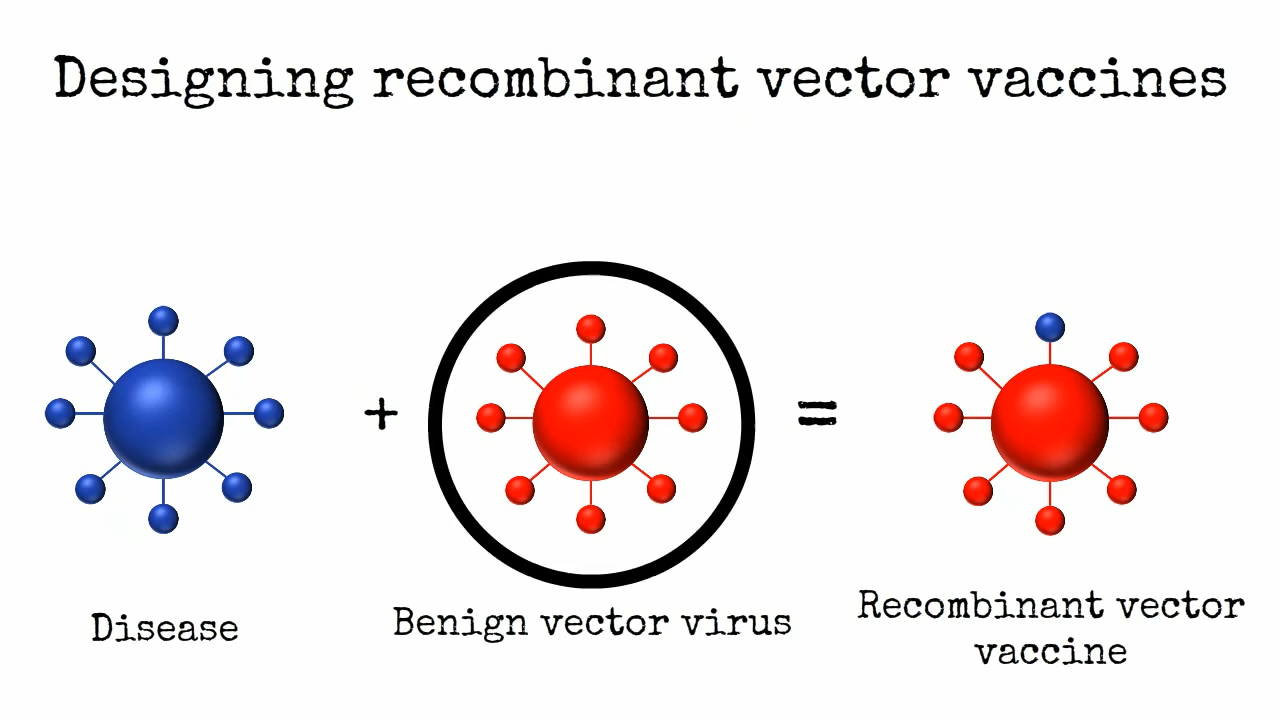 Designing recombinant vector vaccines
+
=
Disease
Benign vector virus
Recombinant vector
vaccine